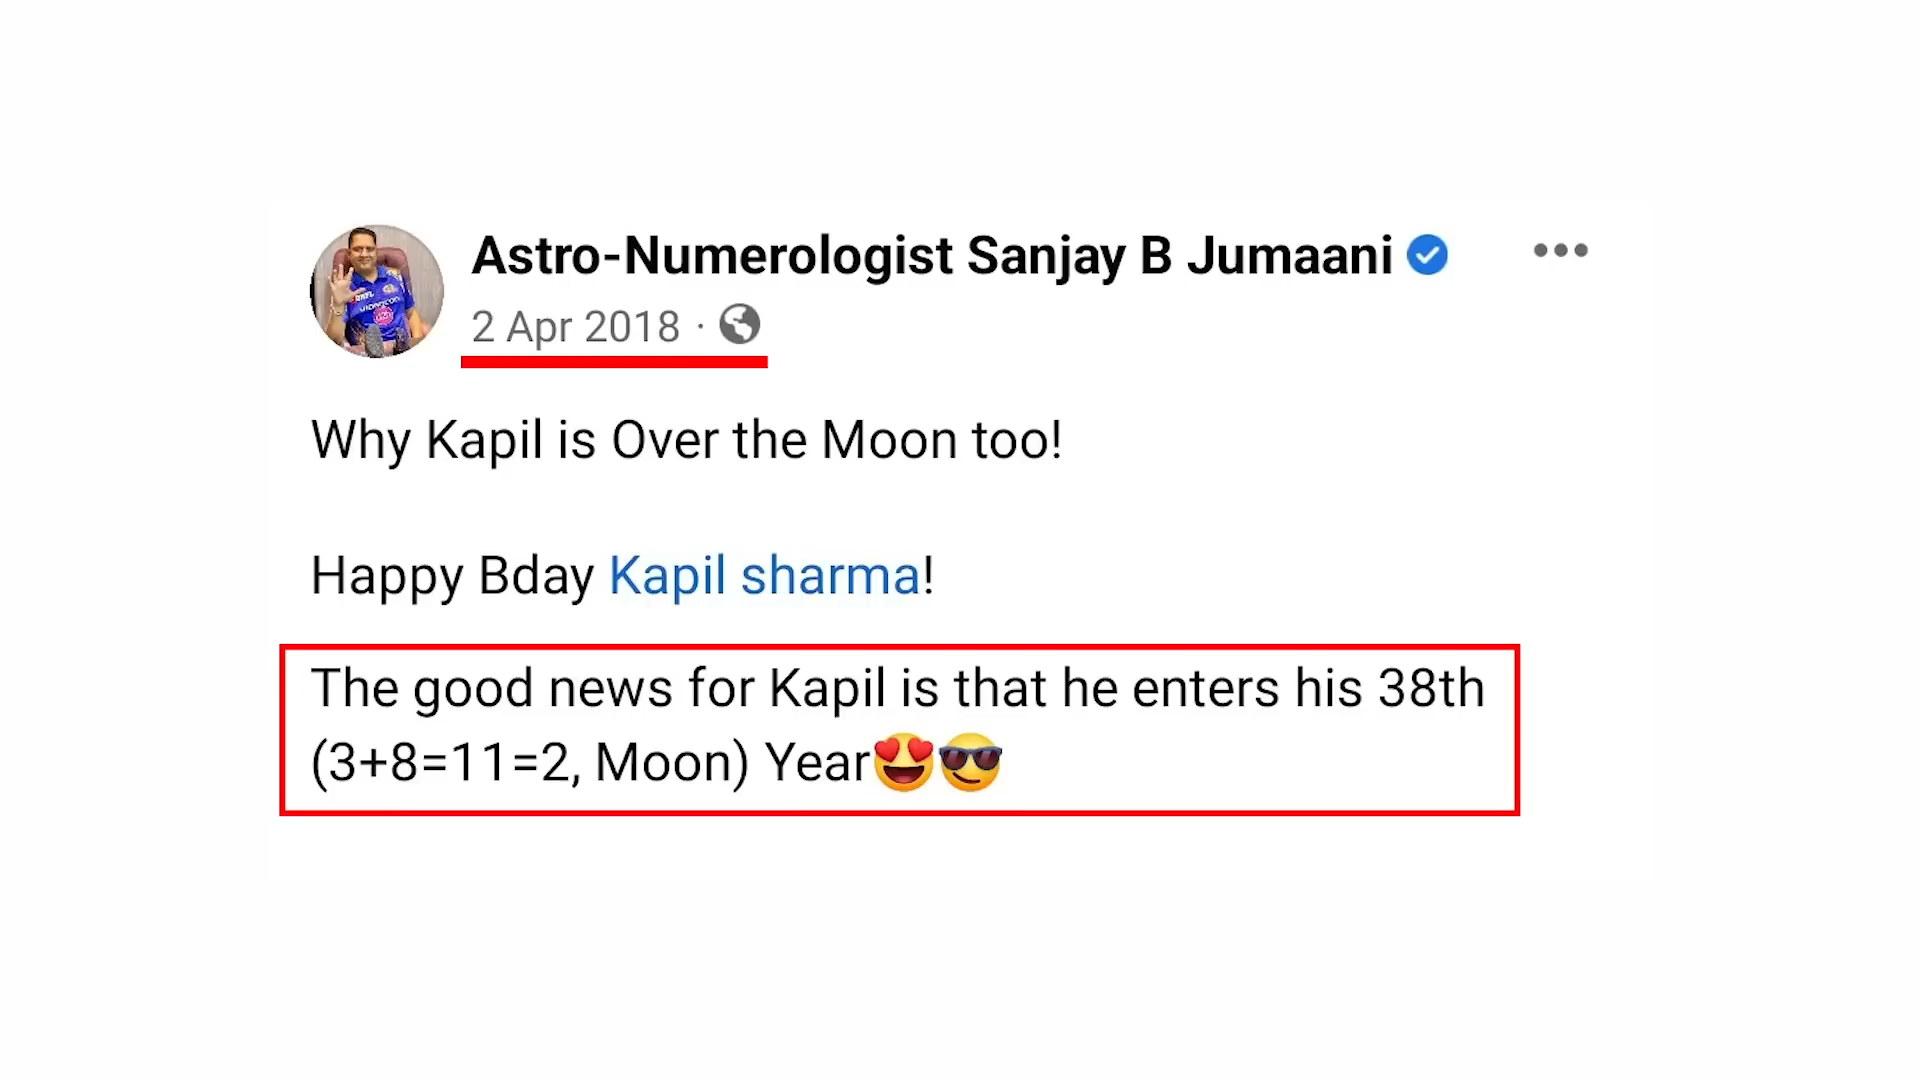 Astro-Numerologist Sanjay B Jumaani
2 Apr 2018 ·
Why Kapil is Over the Moon too!
Happy Bday Kapil sharma!
The good news for Kapil is that he enters his 38th
(3+8=11=2, Moon) Year😍😎